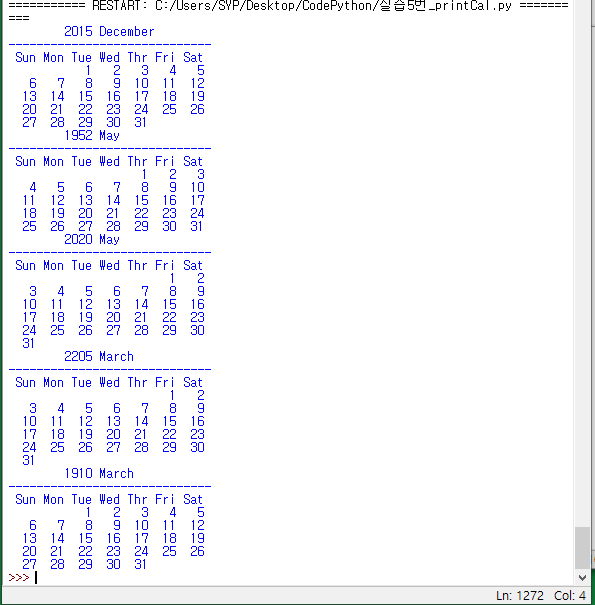 =========== RESTART: C:/Users/SYP/Desktop/CodePython/실습5번_printCal.py =======
===
        2015 December
-----------------------------
 Sun Mon Tue Wed Thr Fri Sat
           1   2   3   4   5
   6   7   8   9  10  11  12
  13  14  15  16  17  18  19
  20  21  22  23  24  25  26
  27  28  29  30  31
        1952 May
-----------------------------
 Sun Mon Tue Wed Thr Fri Sat
                   1   2   3
   4   5   6   7   8   9  10
  11  12  13  14  15  16  17
  18  19  20  21  22  23  24
  25  26  27  28  29  30  31
        2020 May
-----------------------------
 Sun Mon Tue Wed Thr Fri Sat
                       1   2
   3   4   5   6   7   8   9
  10  11  12  13  14  15  16
  17  18  19  20  21  22  23
  24  25  26  27  28  29  30
  31
        2205 March
-----------------------------
 Sun Mon Tue Wed Thr Fri Sat
                       1   2
   3   4   5   6   7   8   9
  10  11  12  13  14  15  16
  17  18  19  20  21  22  23
  24  25  26  27  28  29  30
  31
        1910 March
-----------------------------
 Sun Mon Tue Wed Thr Fri Sat
           1   2   3   4   5
   6   7   8   9  10  11  12
  13  14  15  16  17  18  19
  20  21  22  23  24  25  26
  27  28  29  30  31
>>>
Ln: 1272 Col: 4